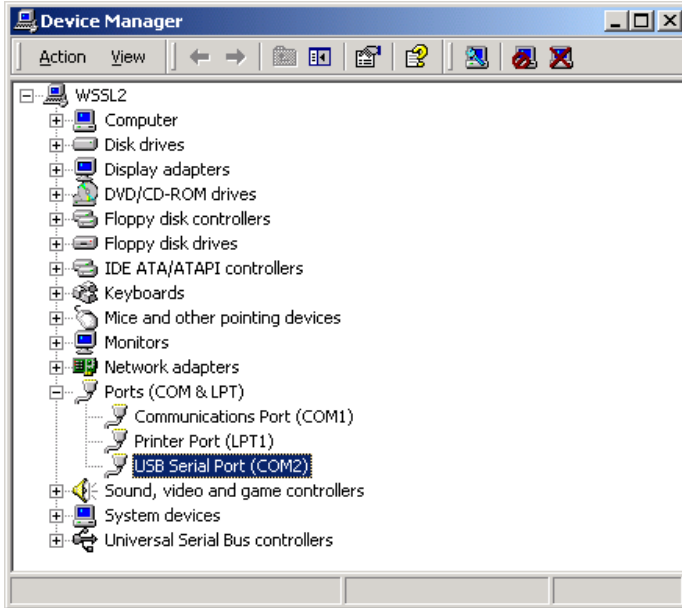 Device Manager
Action View
WSSL2
Computer
Disk drives
Display adapters
DVD/CD-ROM drives
Floppy disk controllers
Floppy disk drives
IDE ATA/ATAPI controllers
Keyboards
Mice and other pointing devices
Monitors
Network adapters
Ports (COM & LPT)
Communications Port (COM1)
Printer Port (LPT1)
USB Serial Port (COM2)
Sound, video and game controllers
System devices
Universal Serial Bus controllers